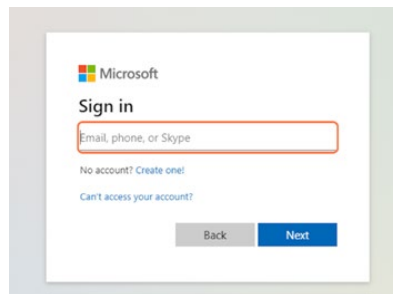 Microsoft
Sign in
Email, phone, or Skype
No account? Create one!
Can't access your account?
Back Next